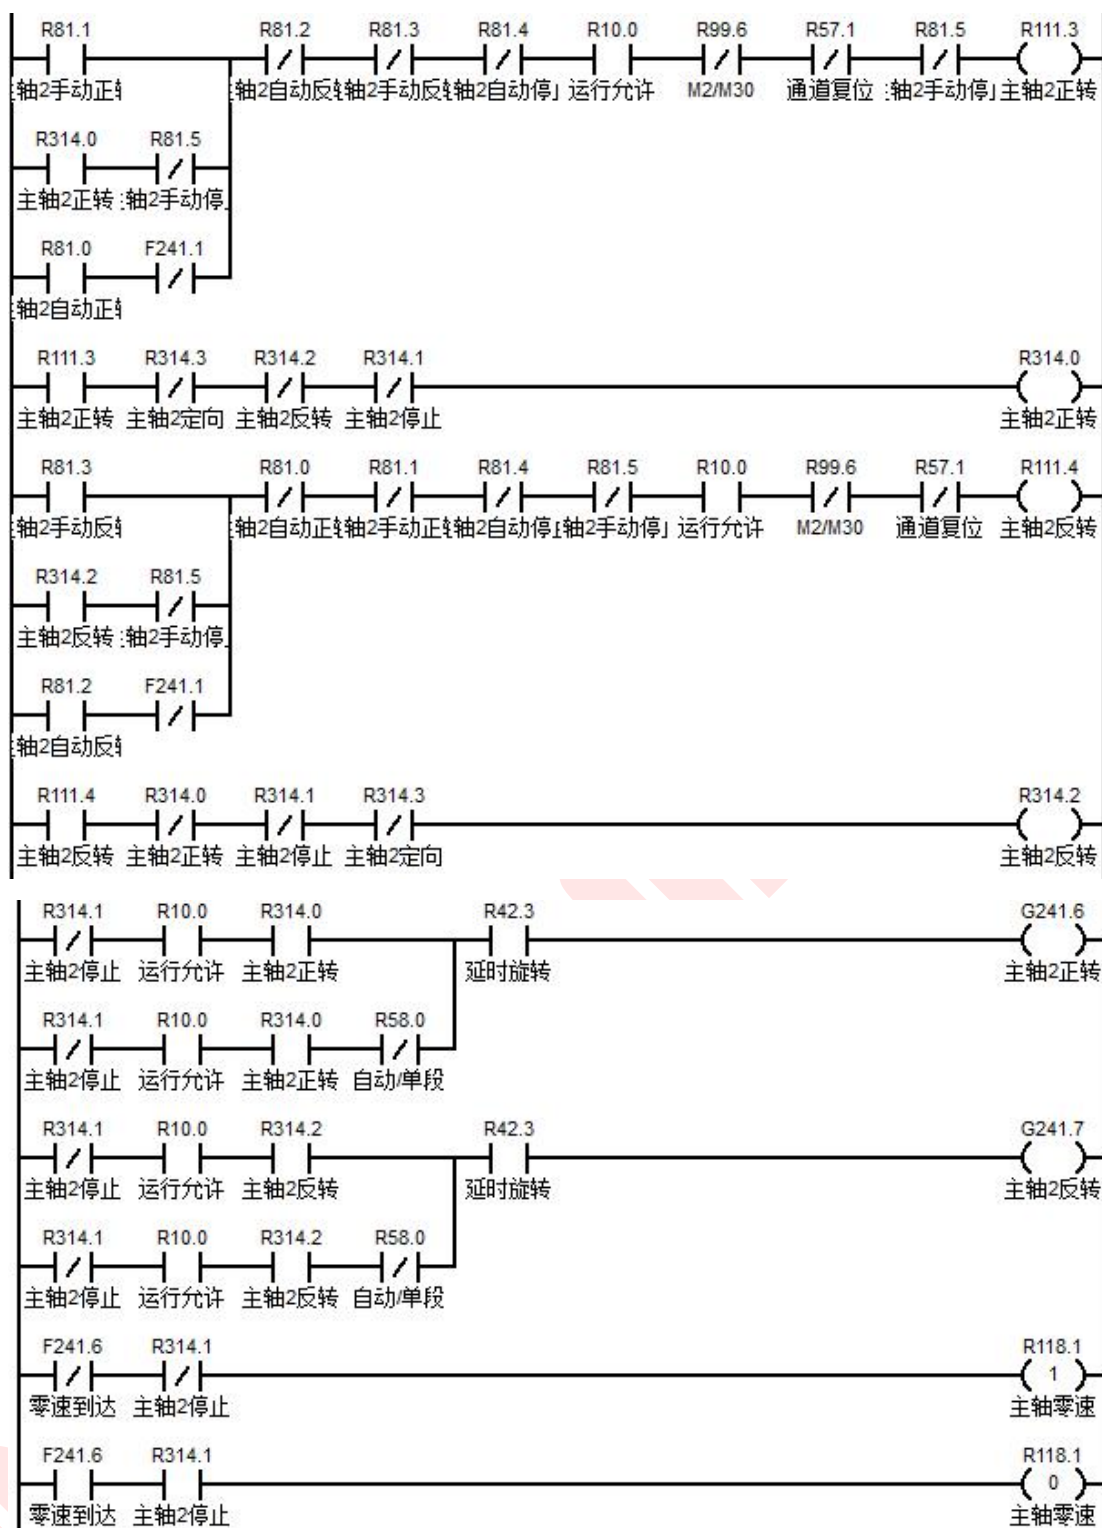 R81.1 R81.2 R81.3 R81.4 R10.0 R99.6 R57.1 R81.5 R111.3
轴2手动正 轴2自动反 轴2手动反 轴2自动停 运行允许 M2/M30 通道复位 轴2手动停 主轴2正转
R314.0 R81.5
主轴2正转 轴2手动停
R81.0 F241.1
轴2自动正
R111.3 R314.3 R314.2 R314.1 R314.0
主轴2正转 主轴2定向 主轴2反转 主轴2停止 主轴2正转
R81.3 R81.0 R81.1 R81.4 R81.5 R10.0 R99.6 R57.1 R111.4
轴2手动反 轴2自动正 轴2手动正 轴2自动停 轴2手动停 运行允许 M2/M30 通道复位 主轴2反转
R314.2 R81.5
主轴2反转 轴2手动停
R81.2 F241.1
轴2自动反
R111.4 R314.0 R314.1 R314.3 R314.2
主轴2反转 主轴2正转 主轴2停止 主轴2定向 主轴2反转
R314.1 R10.0 R314.0 R42.3 G241.6
主轴2停止 运行允许 主轴2正转 延时旋转 主轴2正转
R314.1 R10.0 R314.0 R58.0
主轴2停止 运行允许 主轴2正转 自动/单段
R314.1 R10.0 R314.2 R42.3 G241.7
主轴2停止 运行允许 主轴2反转 延时旋转 主轴2反转
R314.1 R10.0 R314.2 R58.0
主轴2停止 运行允许 主轴2反转 自动/单段
F241.6 R314.1 R118.1
1
零速到达 主轴2停止 主轴零速
F241.6 R314.1 R118.1
0
零速到达 主轴2停止 主轴零速